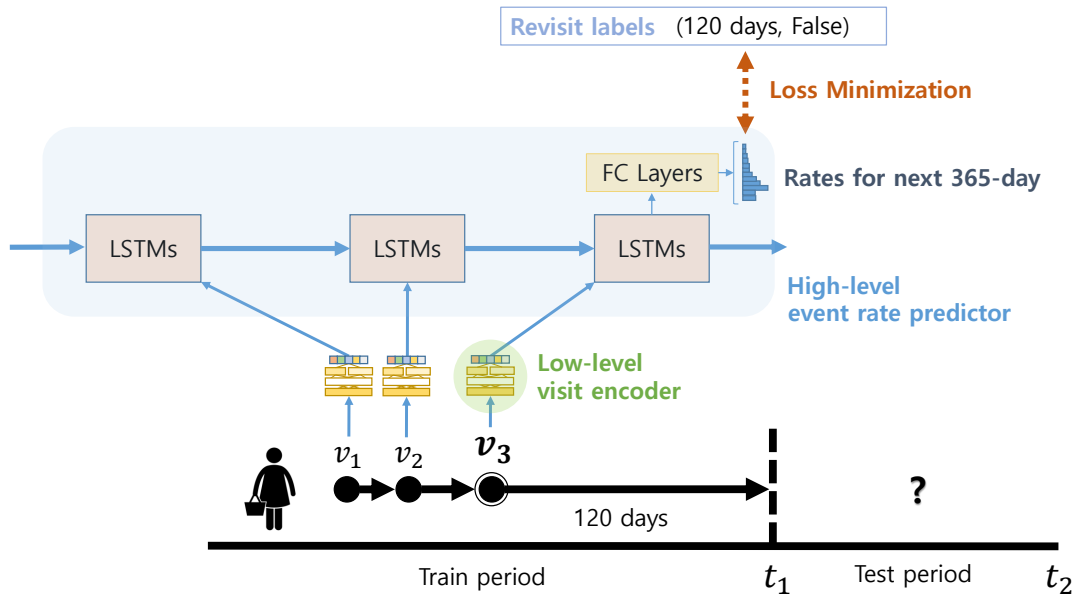 Revisit labels (120 days, False)
Loss Minimization
FC Layers
Rates for next 365-day
LSTMs
LSTMs
LSTMs
High-level
event rate predictor
Low-level
visit encoder
v₁
v₂
v₃
?
120 days
Train period
t₁
Test period
t₂